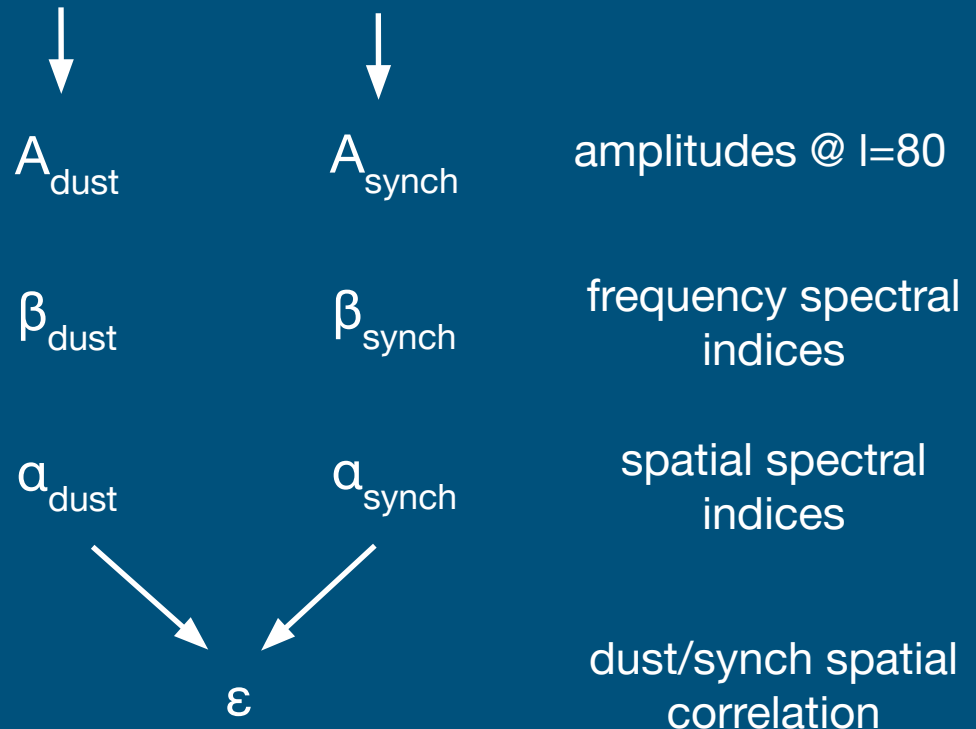 A_dust A_synch amplitudes @ l=80
β_dust β_synch frequency spectral
indices
α_dust α_synch spatial spectral
indices
ε dust/synch spatial
correlation